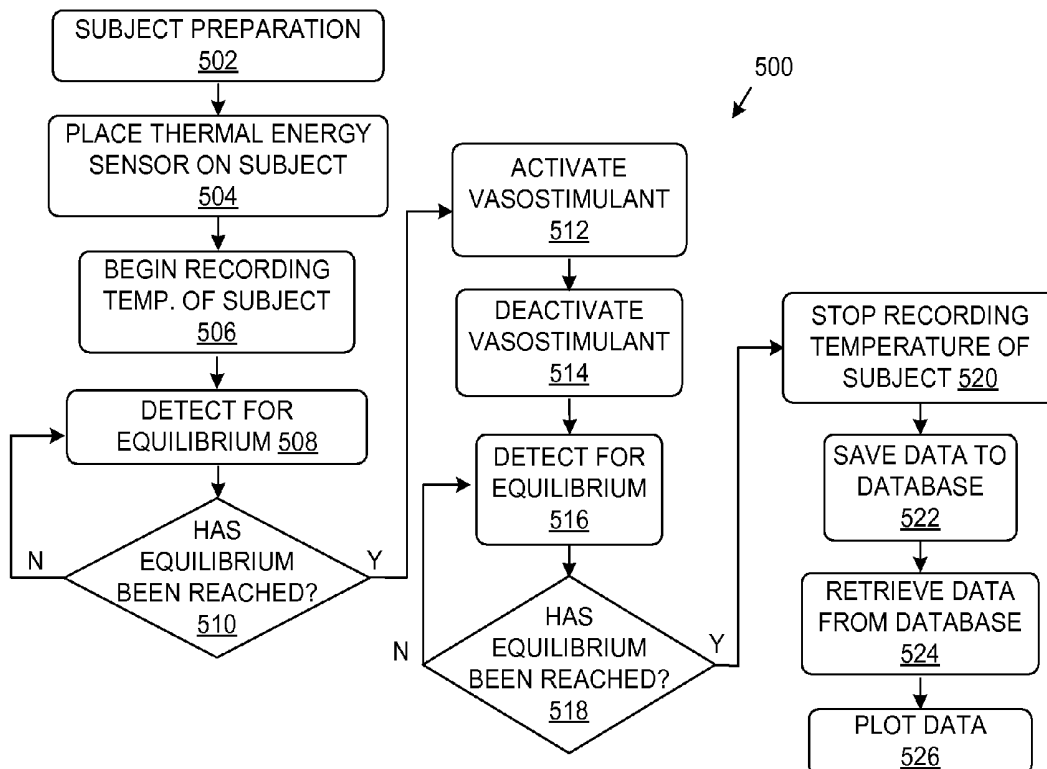 SUBJECT PREPARATION
502
PLACE THERMAL ENERGY
SENSOR ON SUBJECT
504
BEGIN RECORDING
TEMP. OF SUBJECT
506
DETECT FOR
EQUILIBRIUM 508
HAS
EQUILIBRIUM
BEEN REACHED?
510
N
Y
500
ACTIVATE
VASOSTIMULANT
512
DEACTIVATE
VASOSTIMULANT
514
DETECT FOR
EQUILIBRIUM
516
HAS
EQUILIBRIUM
BEEN REACHED?
518
N
Y
STOP RECORDING
TEMPERATURE OF
SUBJECT 520
SAVE DATA TO
DATABASE
522
RETRIEVE DATA
FROM DATABASE
524
PLOT DATA
526